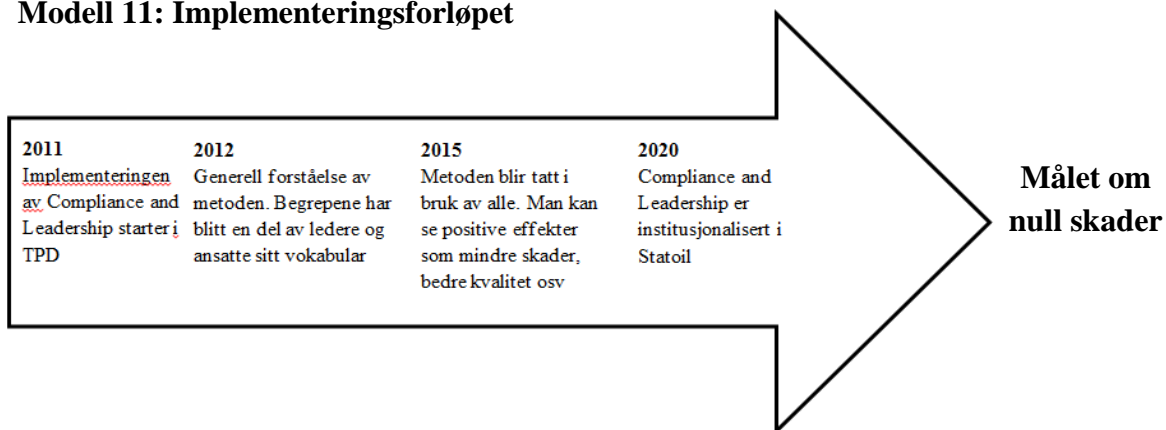 Modell 11: Implementeringsforløpet
2011
Implementeringen
av Compliance and
Leadership starter i
TPD
2012
Generell forståelse av
metoden. Begrepene har
blitt en del av ledere og
ansatte sitt vokabular
2015
Metoden blir tatt i
bruk av alle. Man kan
se positive effekter
som mindre skader,
bedre kvalitet osv
2020
Compliance and
Leadership er
institusjonalisert i
Statoil
Målet om
null skader